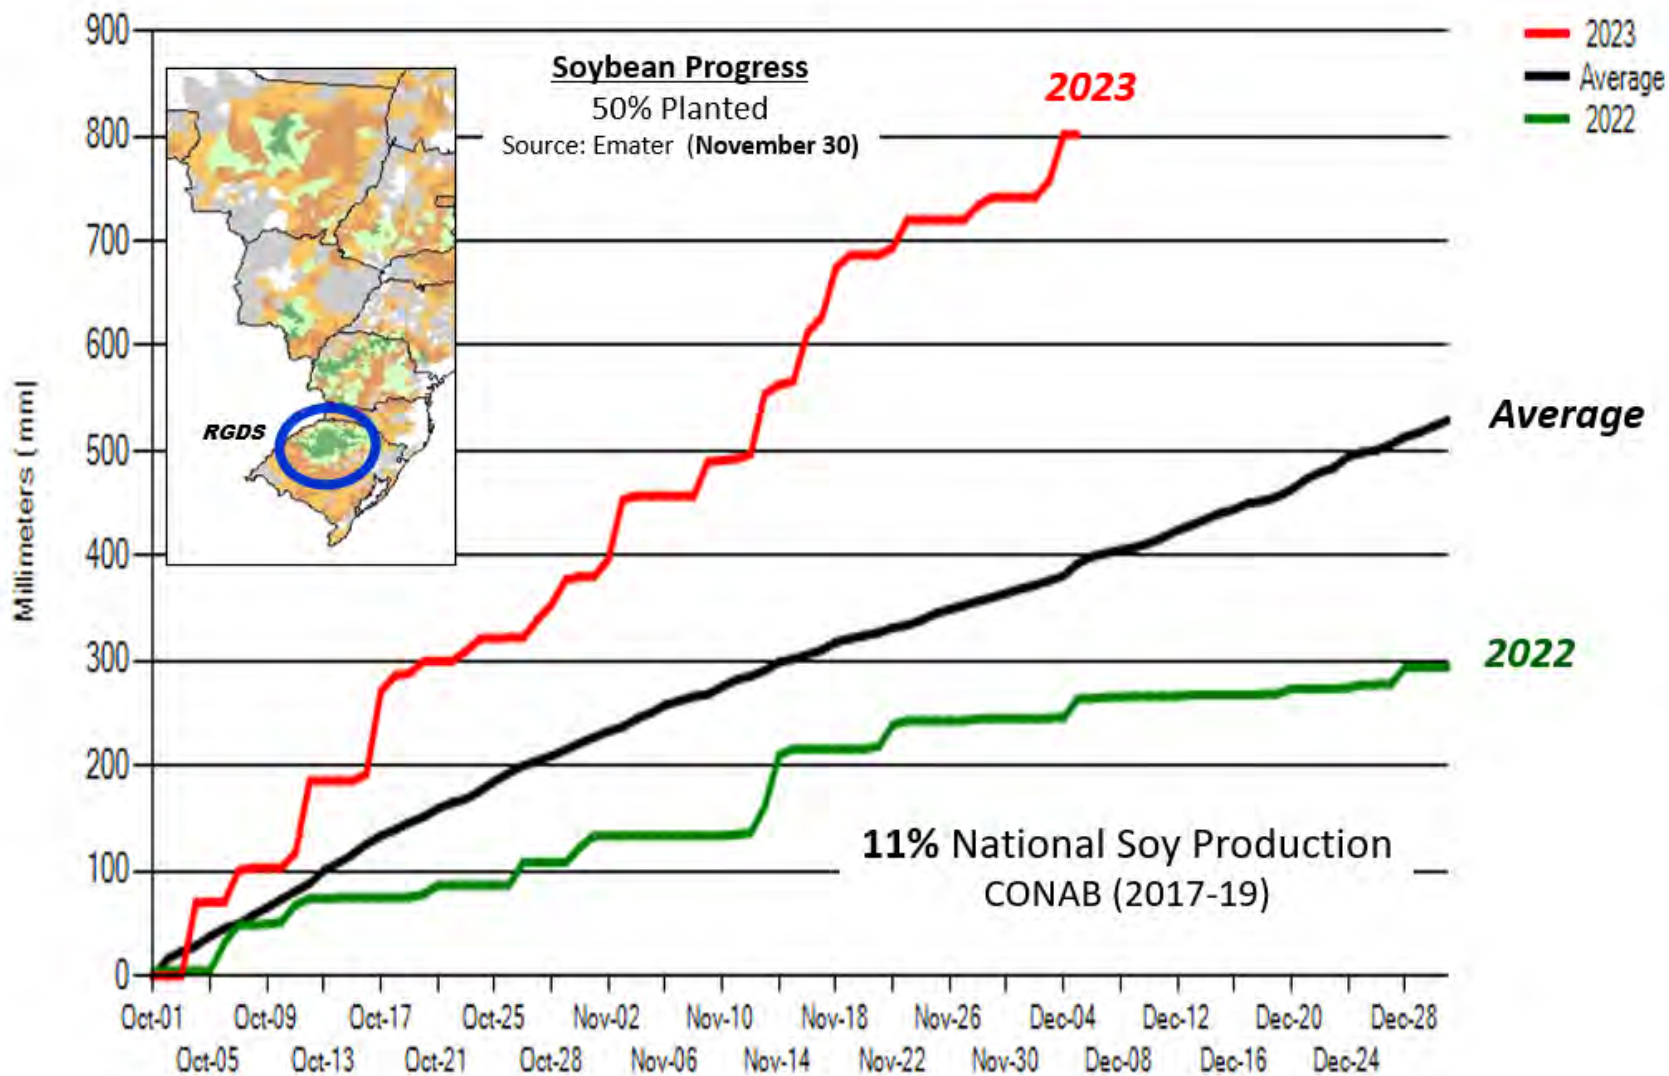 900
800
700
600
500
400
300
200
100
0
Millimeters ( mm)
Soybean Progress
50% Planted
Source: Emater (November 30)
RGDS
2023
Average
2022
2023
Average
2022
11% National Soy Production
CONAB (2017-19)
Oct-01 Oct-09 Oct-17 Oct-25 Nov-02 Nov-10 Nov-18 Nov-26 Dec-04 Dec-12 Dec-20 Dec-28
Oct-05 Oct-13 Oct-21 Oct-28 Nov-06 Nov-14 Nov-22 Nov-30 Dec-08 Dec-16 Dec-24